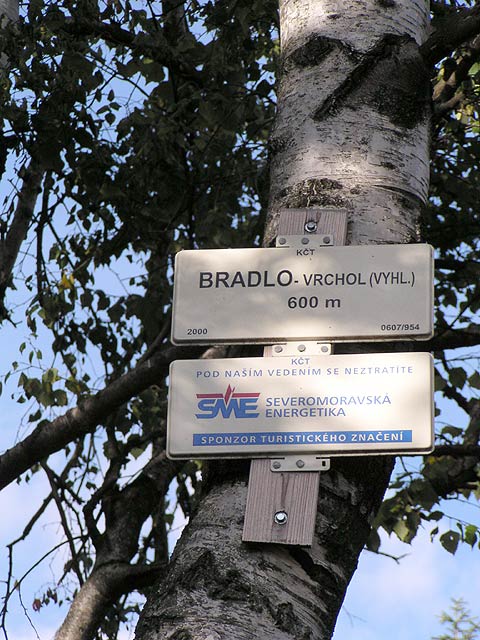 KČT
BRADLO - VRCHOL (VYHL.)
600 m
2000 0607/954
KČT
POD NAŠÍM VEDENÍM SE NEZTRATÍTE
SME SEVEROMORAVSKÁ
ENERGETIKA
SPONZOR TURISTICKÉHO ZNAČENÍ